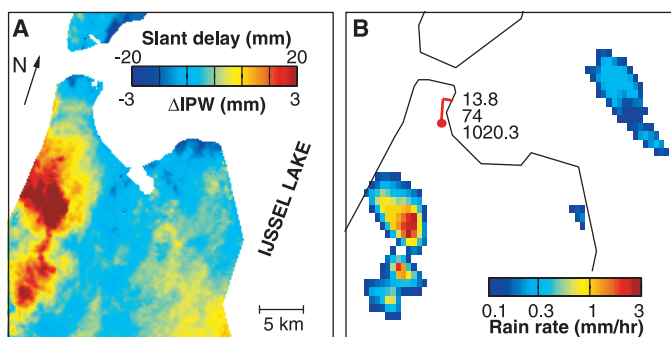 A
Slant delay (mm)
-20 20
-3 ΔIPW (mm) 3
N
IJSSEL LAKE
5 km
B
13.8
74
1020.3
0.1 0.3 1 3
Rain rate (mm/hr)